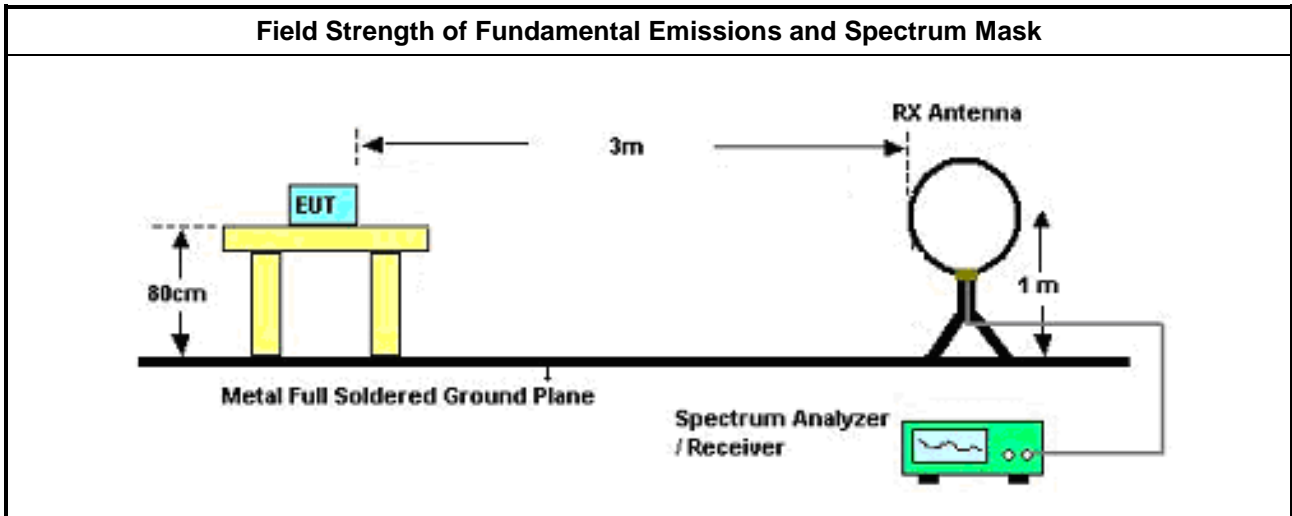 Field Strength of Fundamental Emissions and Spectrum Mask
RX Antenna
3m
EUT
80cm
1 m
Metal Full Soldered Ground Plane
Spectrum Analyzer
/ Receiver